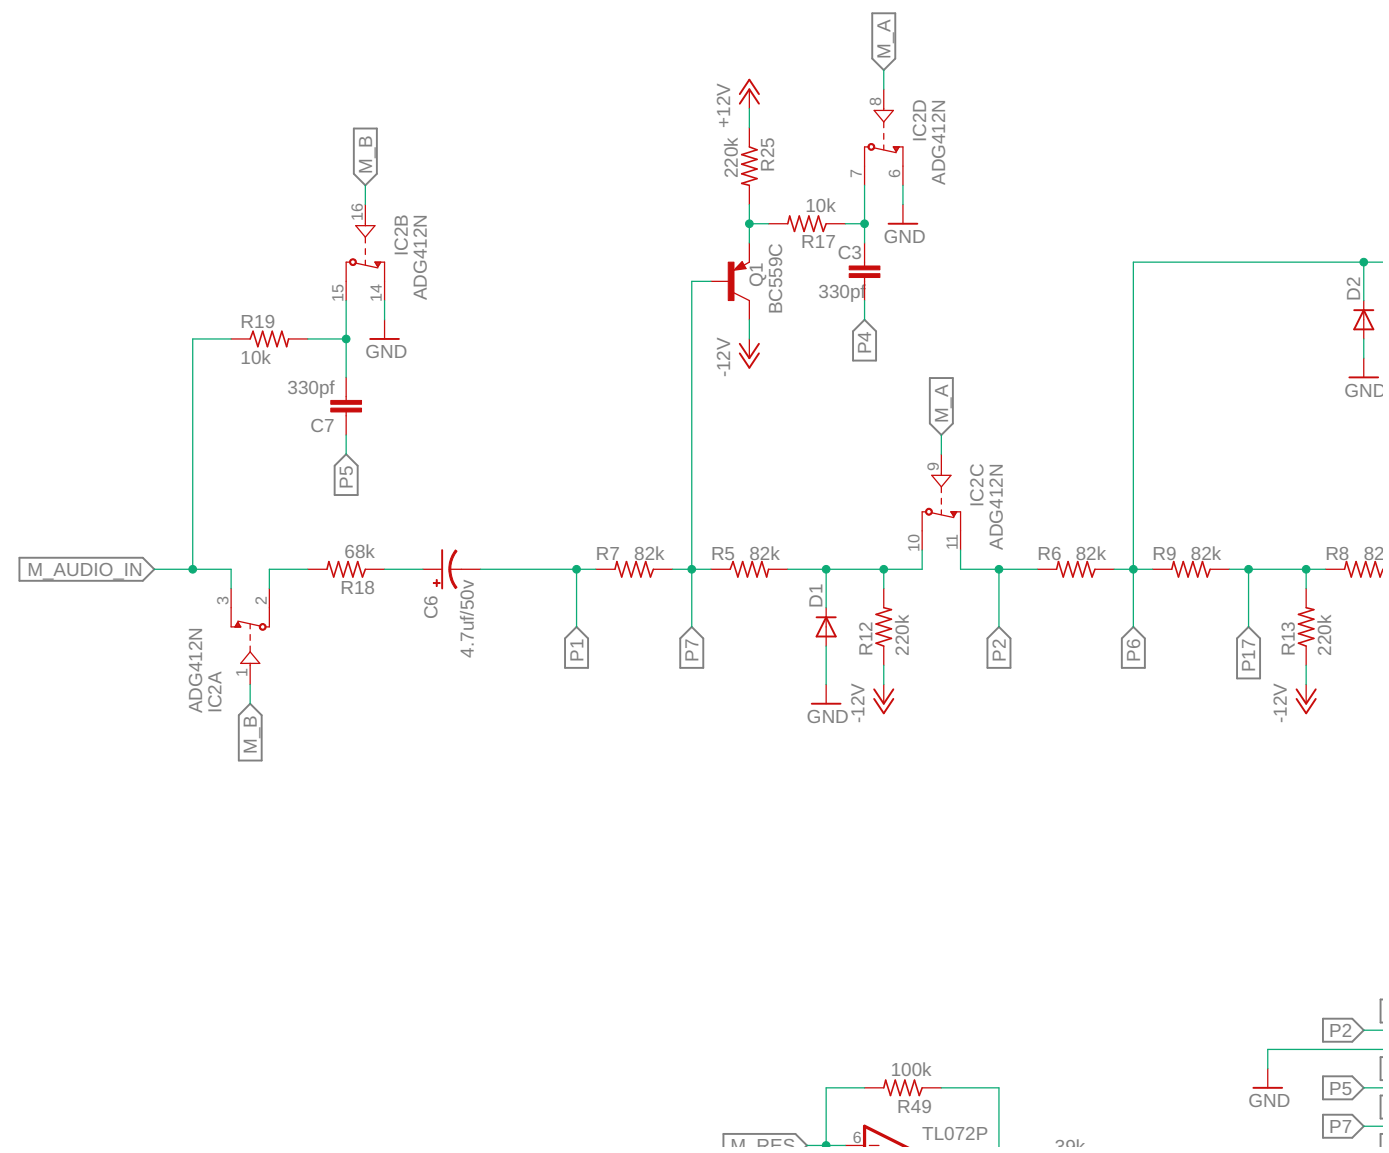 M_A
8
IC2D
ADG412N
7
6
GND
+12V
220k
R25
10k
R17
C3
330pf
P4
Q1
BC559C
-12V
M_B
16
IC2B
ADG412N
15
14
GND
R19
10k
330pf
C7
P5
D2
GND
M_A
9
IC2C
ADG412N
10
11
M_AUDIO_IN
3
2
1
ADG412N
IC2A
M_B
68k
R18
C6
4.7uf/50v
P1
R7 82k
P7
R5 82k
D1
GND
R12
220k
-12V
P2
R6 82k
P6
R9 82k
P17
R13
220k
-12V
R8 82
P2
GND
P5
P7
100k
R49
TL072P
6
M_RES
39k